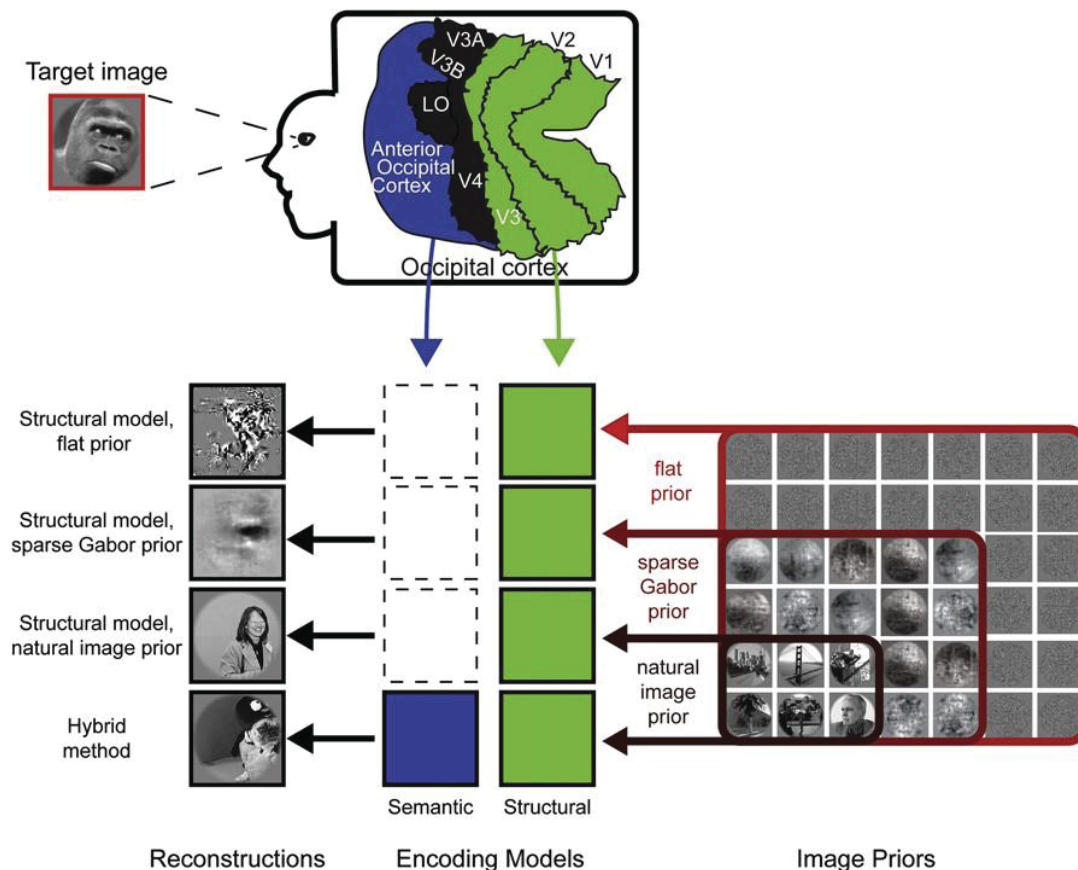 Target image
V3A
V2
V3B
V1
LO
Anterior
Occipital
Cortex
V4
V3
Occipital cortex
Structural model,
flat prior
flat
prior
Structural model,
sparse Gabor prior
sparse
Gabor
prior
Structural model,
natural image prior
natural
image
prior
Hybrid
method
Semantic
Structural
Reconstructions
Encoding Models
Image Priors